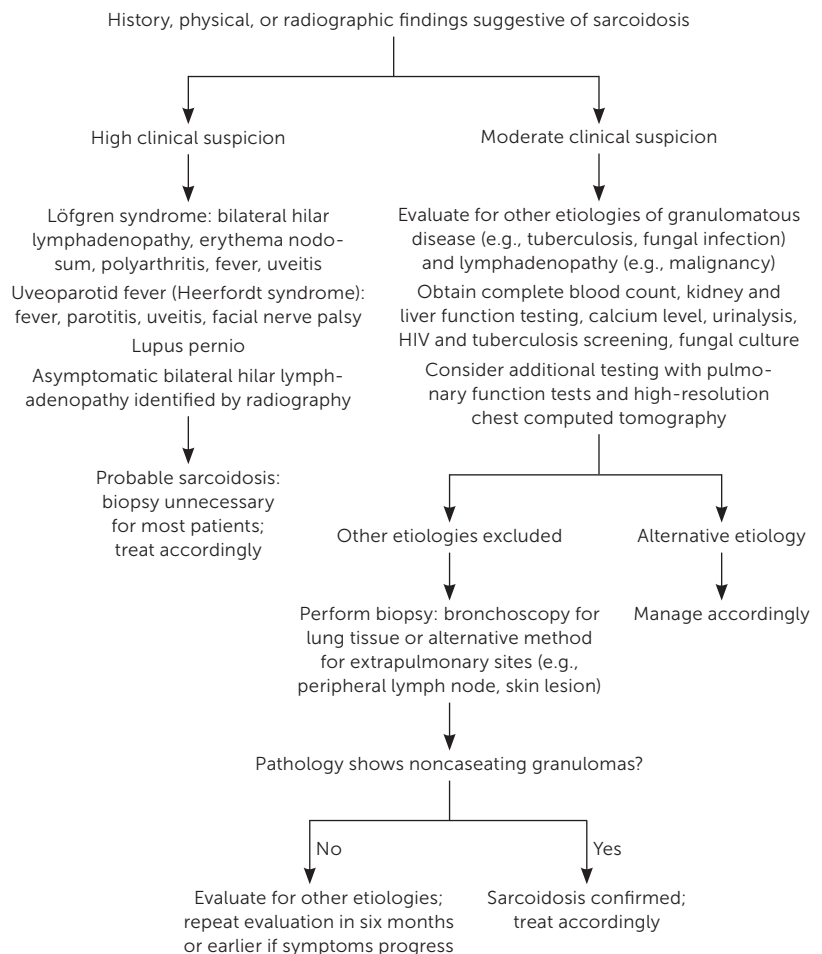 History, physical, or radiographic findings suggestive of sarcoidosis
High clinical suspicion
Moderate clinical suspicion
Löfgren syndrome: bilateral hilar
lymphadenopathy, erythema nodo-
sum, polyarthritis, fever, uveitis
Uveoparotid fever (Heerfordt syndrome):
fever, parotitis, uveitis, facial nerve palsy
Lupus pernio
Asymptomatic bilateral hilar lymph-
adenopathy identified by radiography
Evaluate for other etiologies of granulomatous
disease (e.g., tuberculosis, fungal infection)
and lymphadenopathy (e.g., malignancy)
Obtain complete blood count, kidney and
liver function testing, calcium level, urinalysis,
HIV and tuberculosis screening, fungal culture
Consider additional testing with pulmo-
nary function tests and high-resolution
chest computed tomography
Probable sarcoidosis:
biopsy unnecessary
for most patients;
treat accordingly
Other etiologies excluded
Alternative etiology
Perform biopsy: bronchoscopy for
lung tissue or alternative method
for extrapulmonary sites (e.g.,
peripheral lymph node, skin lesion)
Manage accordingly
Pathology shows noncaseating granulomas?
No
Yes
Evaluate for other etiologies;
repeat evaluation in six months
or earlier if symptoms progress
Sarcoidosis confirmed;
treat accordingly